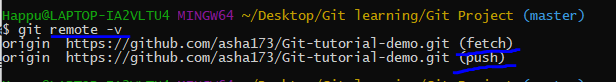 Happu@LAPTOP-IA2VLTU4 MINGW64 ~/Desktop/Git learning/Git Project (master)
$ git remote -v
origin  https://github.com/asha173/Git-tutorial-demo.git (fetch)
origin  https://github.com/asha173/Git-tutorial-demo.git (push)